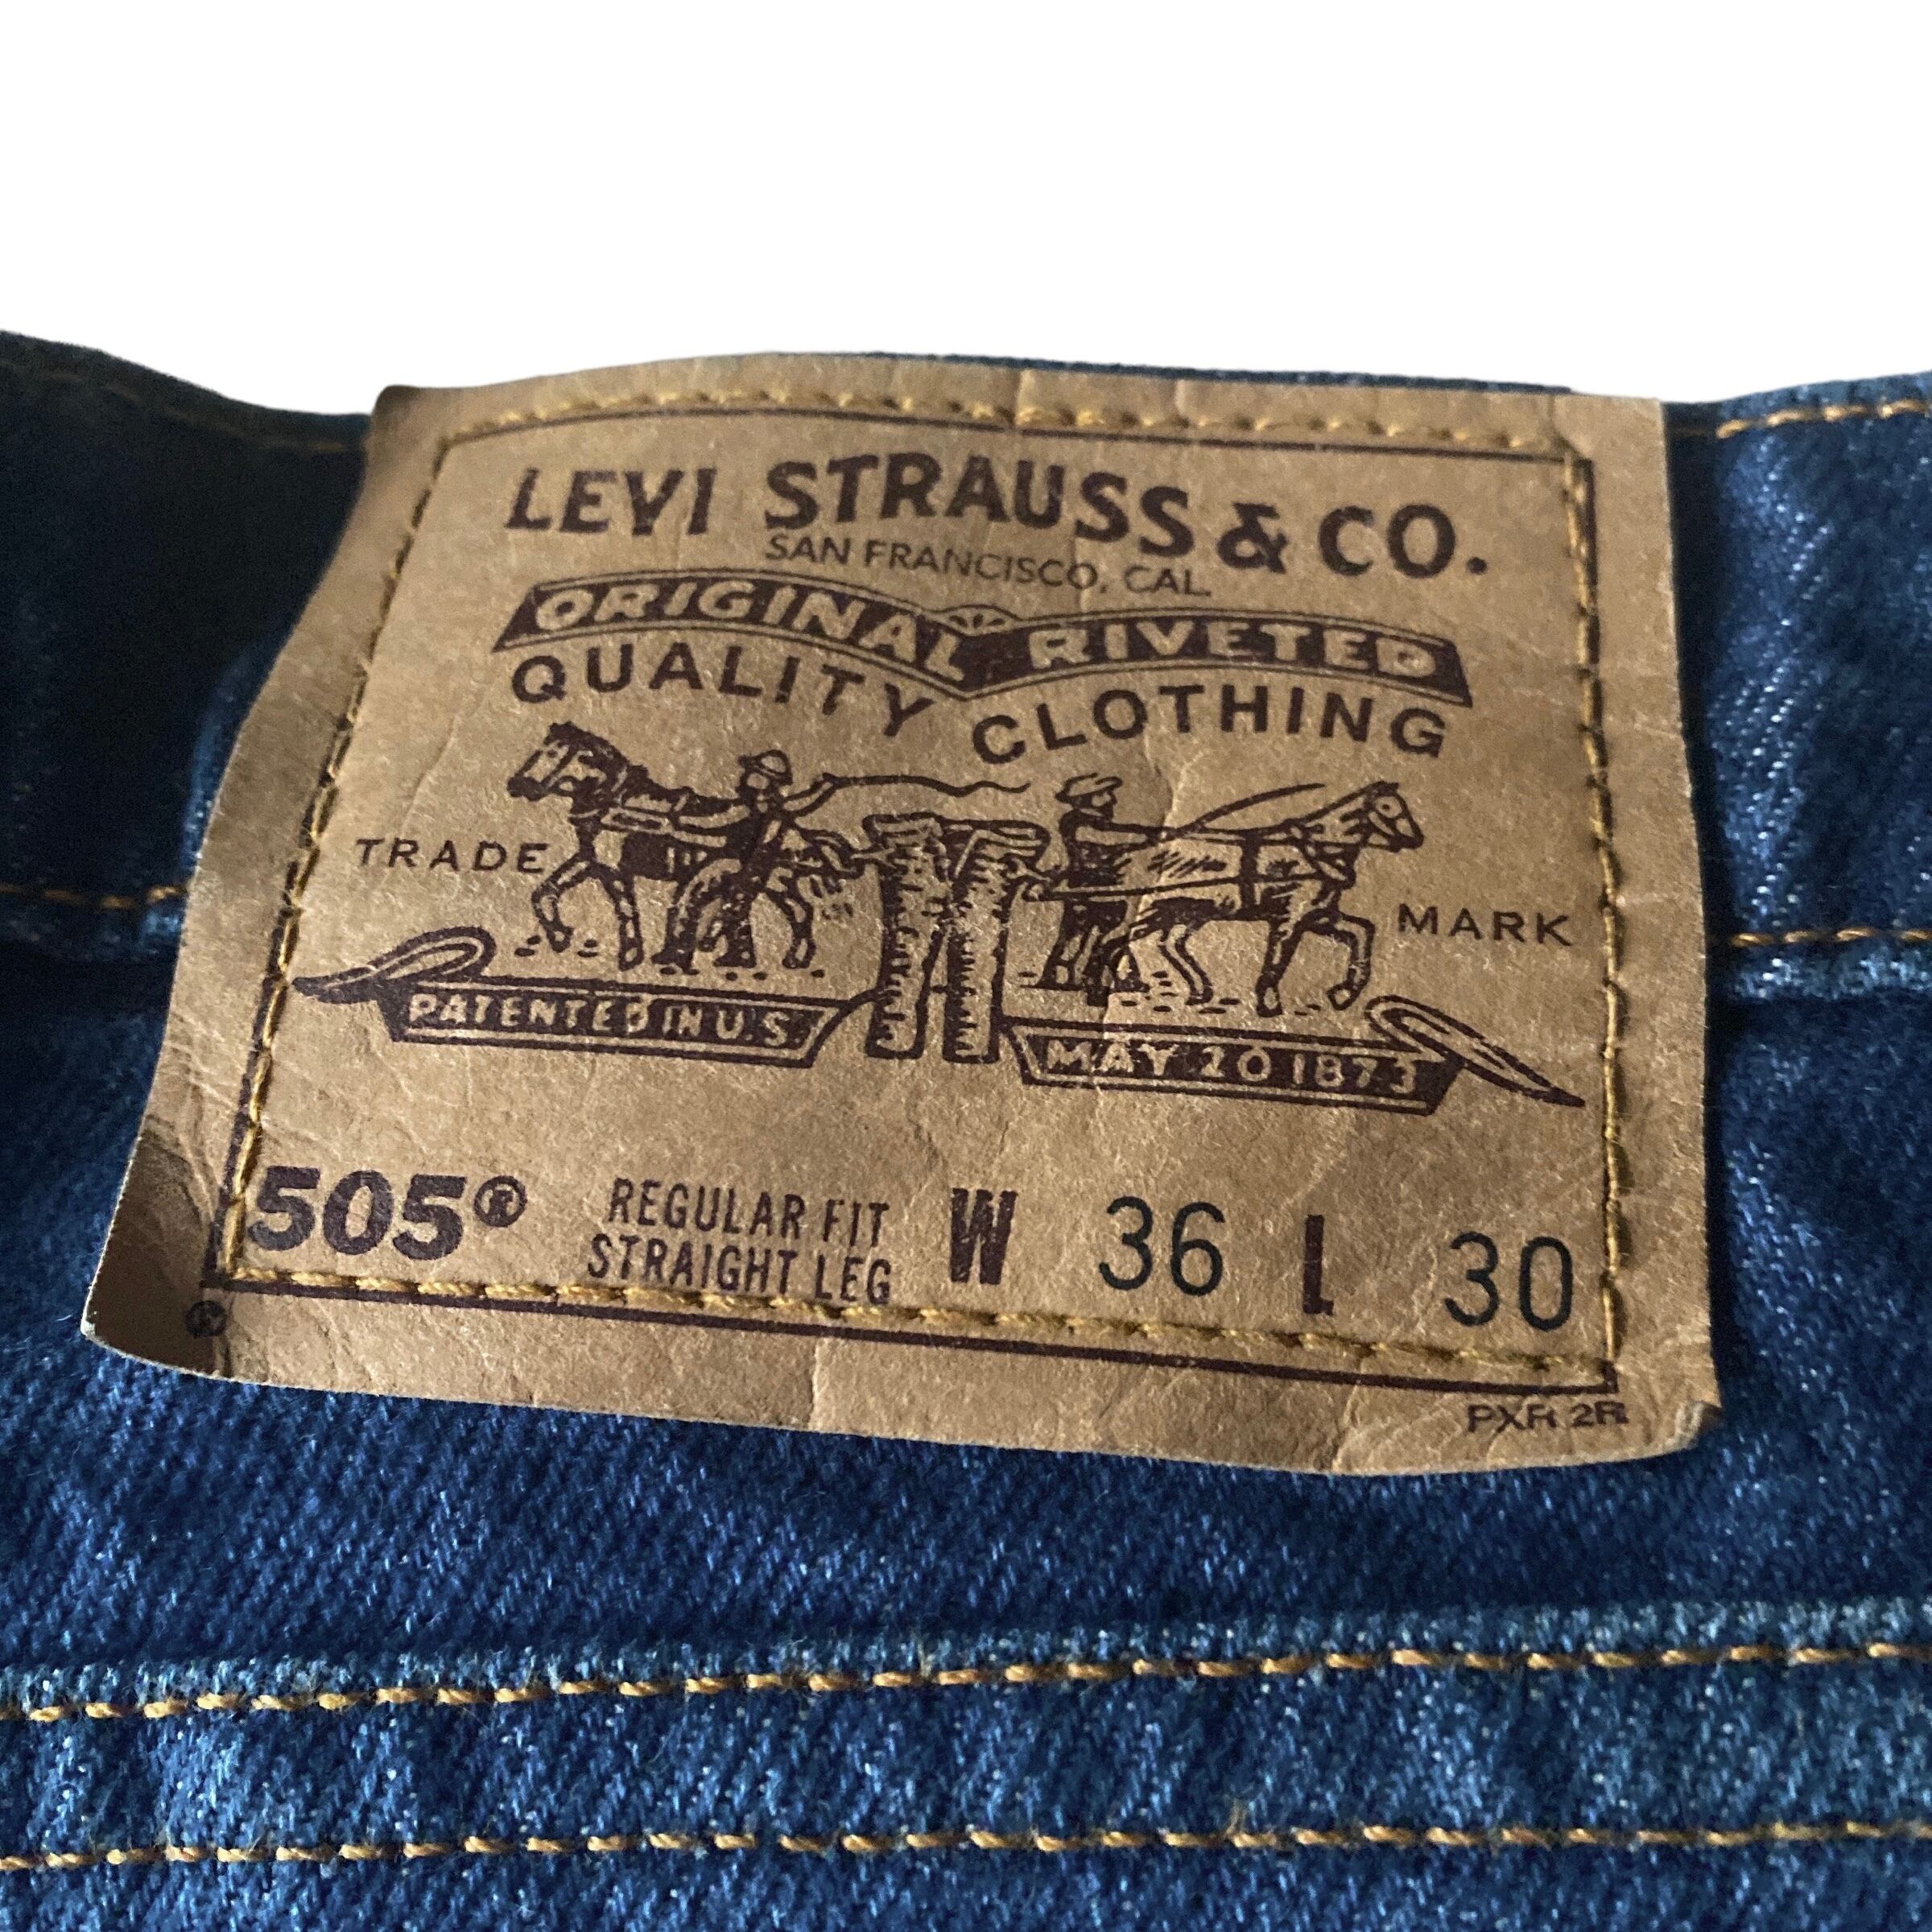 LEVI STRAUSS & CO.
SAN FRANCISCO, CAL.
ORIGINAL RIVETED
QUALITY CLOTHING
TRADE MARK
PATENTED IN U.S. MAY 20 1873
505® REGULAR FIT W 36 L 30
STRAIGHT LEG
®
PXR 2R